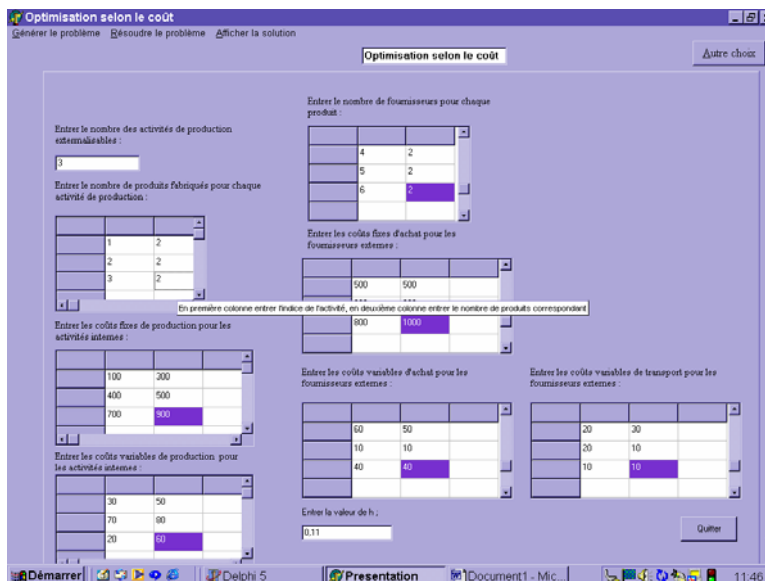 Optimisation selon le coût
Générer le problème Résoudre le problème Afficher la solution
Optimisation selon le coût
Autre choix
Entrer le nombre des activités de production
externalisables :
3
Entrer le nombre de produits fabriqués pour chaque
activité de production :
1 2
2 2
3 2
Entrer le nombre de fournisseurs pour chaque
produit :
4 2
5 2
6 2
Entrer les coûts fixes d'achat pour les
fournisseurs externes :
500 500
800 1000
En première colonne entrer l'indice de l'activité, en deuxième colonne entrer le nombre de produits correspondant
Entrer les coûts fixes de production pour les
activités internes :
100 300
400 500
700 900
Entrer les coûts variables d'achat pour les
fournisseurs externes :
60 50
10 10
40 40
Entrer les coûts variables de transport pour les
fournisseurs externes :
20 30
20 10
10 10
Entrer les coûts variables de production pour
les activités internes :
30 50
70 80
20 60
Entrer la valeur de h :
0,11
Quitter
Démarrer
Delphi 5
Presentation
Document1 - Mic...
11:46